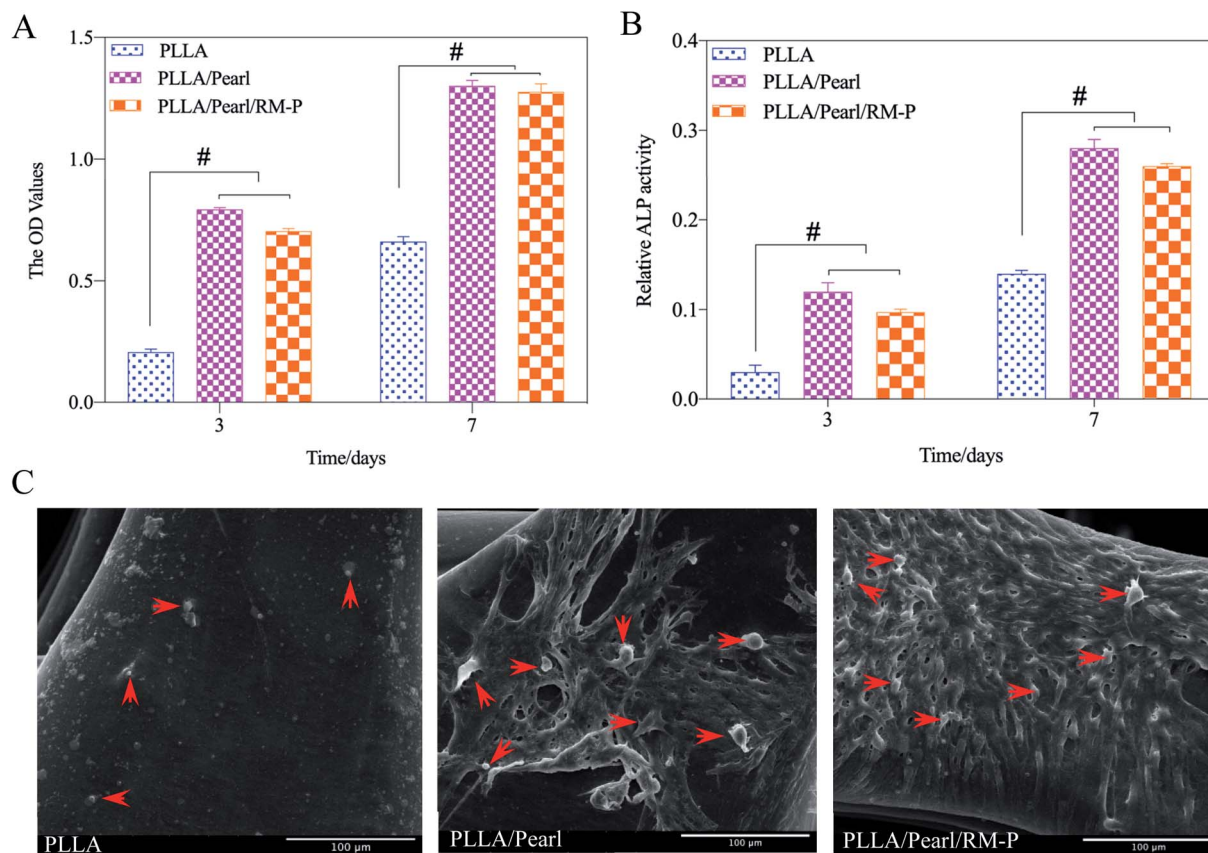 A
The OD Values
1.5
1.0
0.5
0.0
PLLA
PLLA/Pearl
PLLA/Pearl/RM-P
#
#
3
7
Time/days
B
Relative ALP activity
0.4
0.3
0.2
0.1
0.0
PLLA
PLLA/Pearl
PLLA/Pearl/RM-P
#
#
3
7
Time/days
C
PLLA
100 μm
PLLA/Pearl
100 μm
PLLA/Pearl/RM-P
100 μm